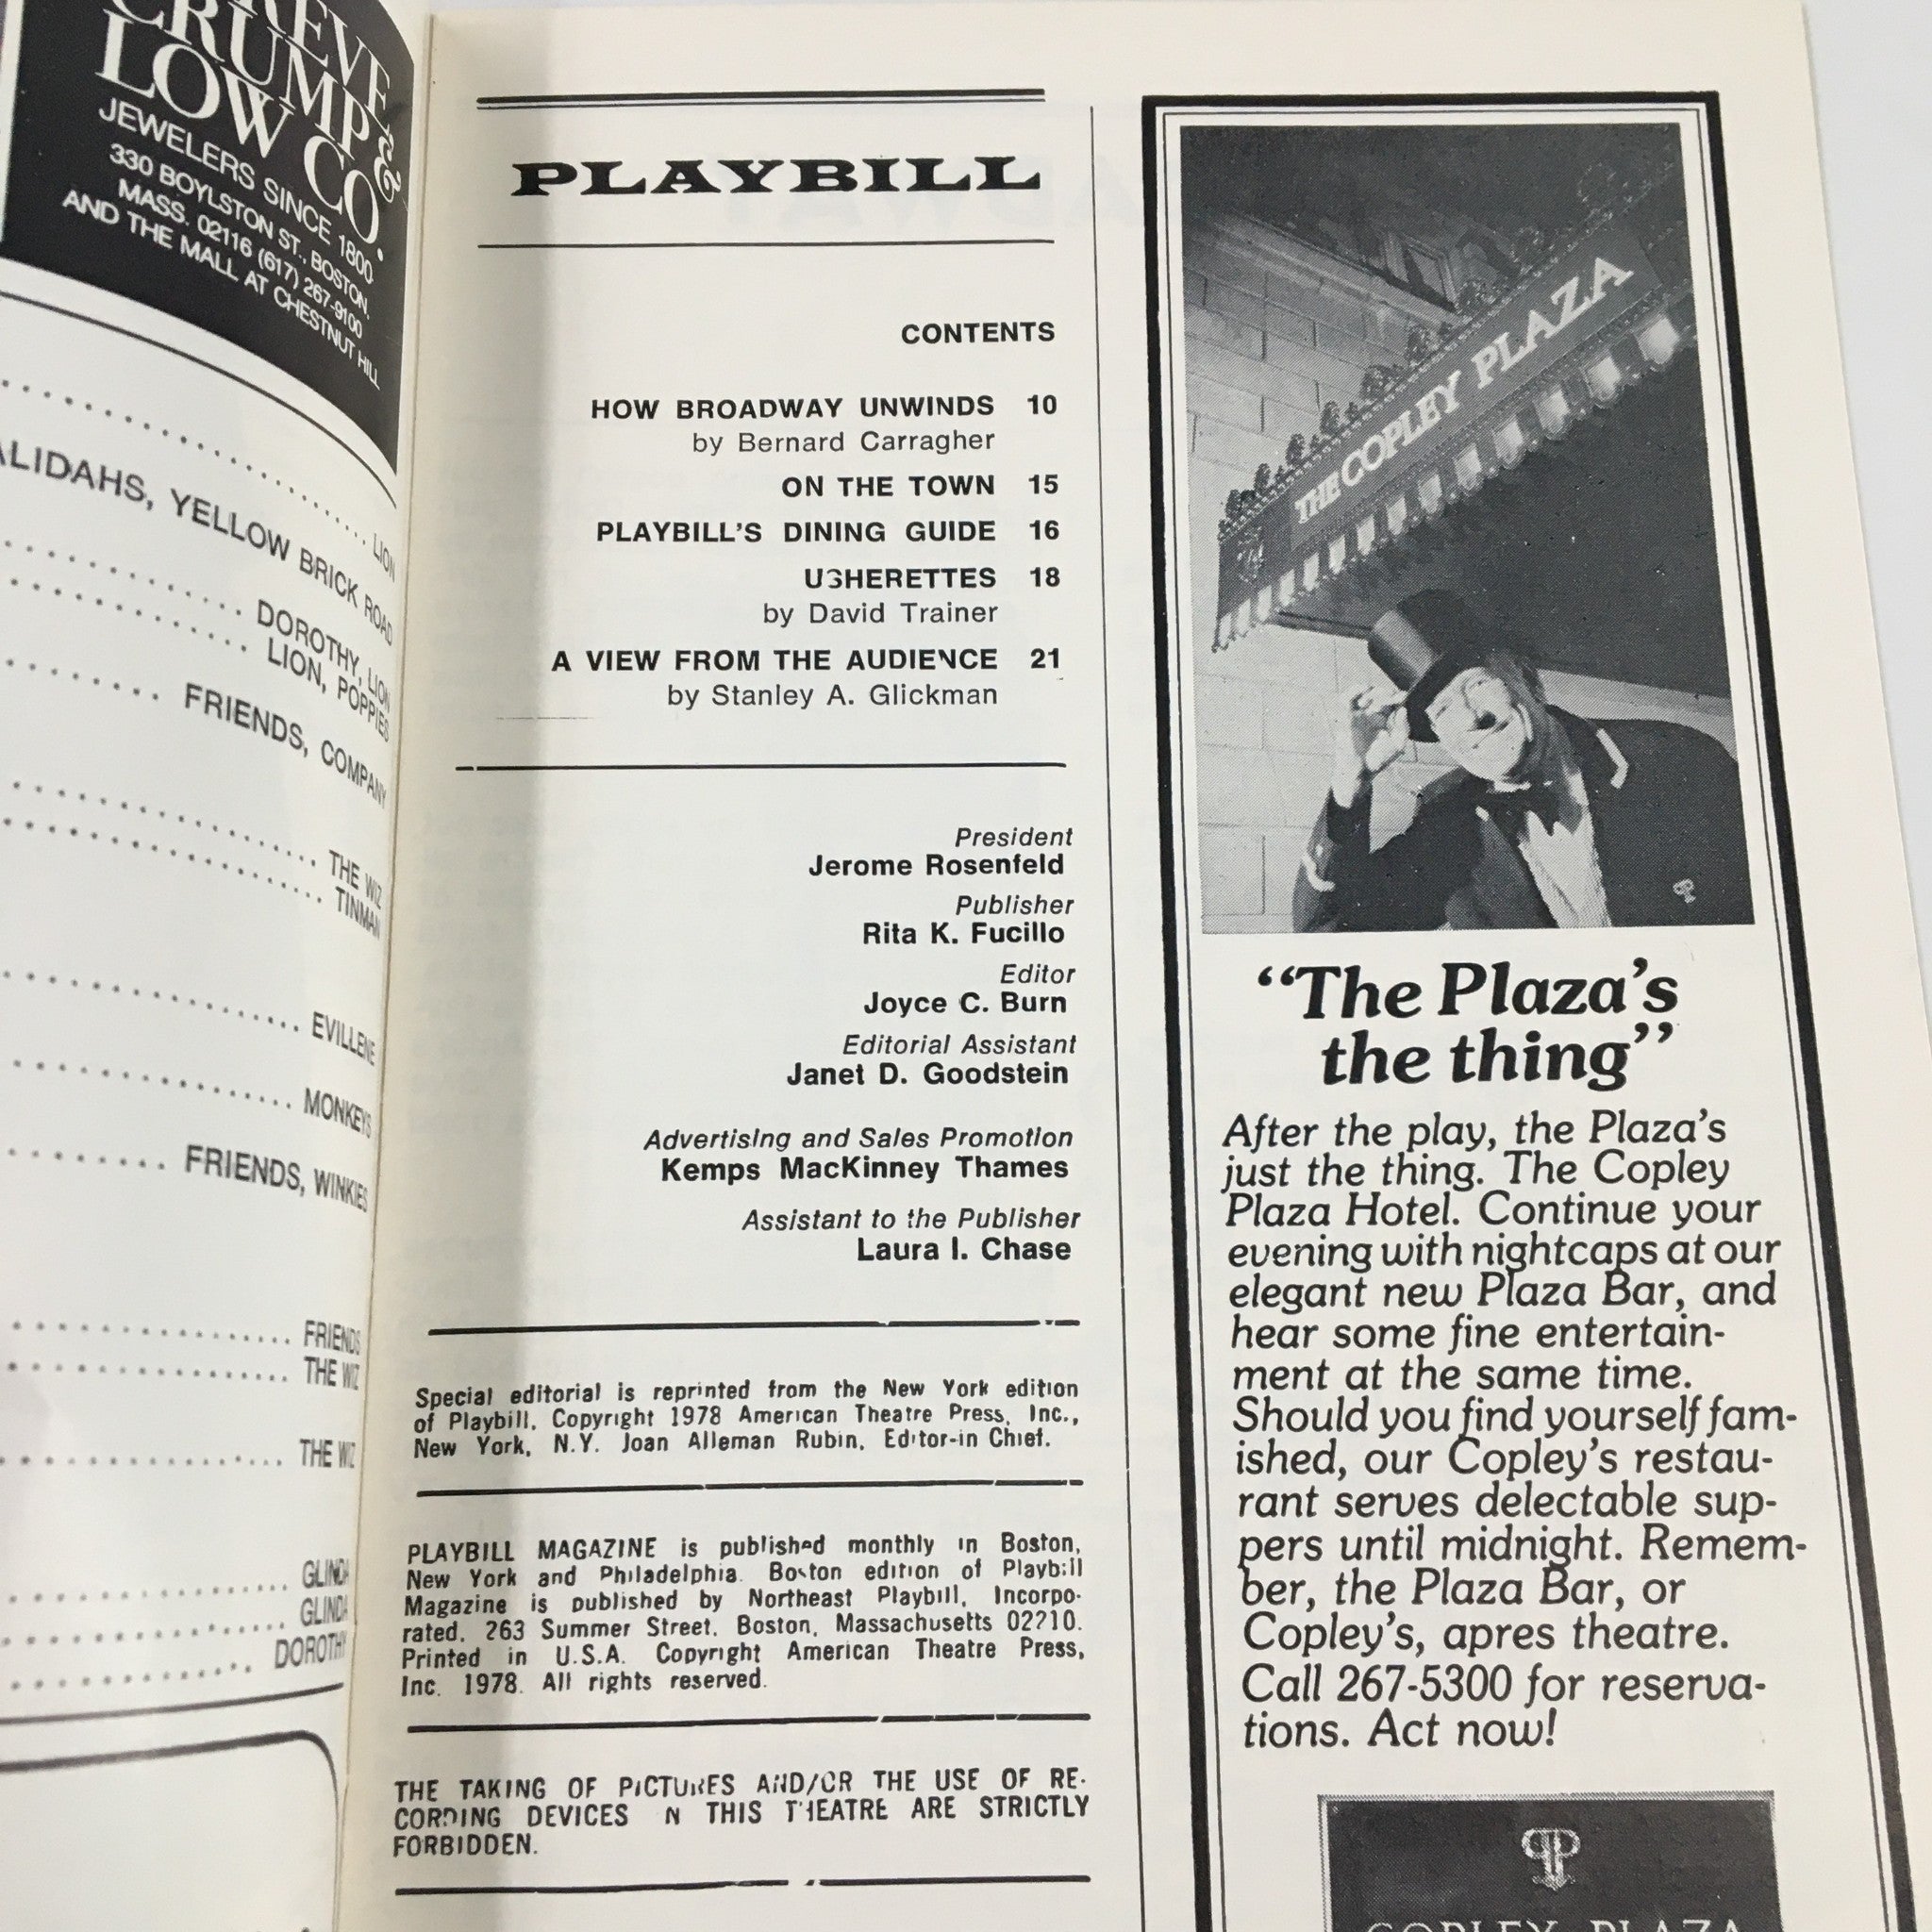 CRUMP &
LOW CO.
JEWELERS SINCE 1800
330 BOYLSTON ST., BOSTON,
MASS. 02116 (617) 267-9100
AND THE MALL AT CHESTNUT HILL
LION
YELLOW BRICK ROAD
DOROTHY, LION
LION, POPPIES
FRIENDS, COMPANY
THE WIZ
TINMAN
EVILLENE
MONKEYS
FRIENDS, WINKIES
FRIENDS
THE WIZ
THE WIZ
GLINDA
GLINDA
DOROTHY
PLAYBILL
CONTENTS
HOW BROADWAY UNWINDS 10
by Bernard Carragher
ON THE TOWN 15
PLAYBILL'S DINING GUIDE 16
USHERETTES 18
by David Trainer
A VIEW FROM THE AUDIENCE 21
by Stanley A. Glickman
President
Jerome Rosenfeld
Publisher
Rita K. Fucillo
Editor
Joyce C. Burn
Editorial Assistant
Janet D. Goodstein
Advertising and Sales Promotion
Kemps MacKinney Thames
Assistant to the Publisher
Laura I. Chase
Special editorial is reprinted from the New York edition
of Playbill, Copyright 1978 American Theatre Press, Inc.,
New York, N.Y. Joan Alleman Rubin, Editor-in Chief.
PLAYBILL MAGAZINE is published monthly in Boston,
New York and Philadelphia. Boston edition of Playbill
Magazine is published by Northeast Playbill, Incorpo-
rated, 263 Summer Street, Boston, Massachusetts 02210.
Printed in U.S.A. Copyright American Theatre Press,
Inc. 1978. All rights reserved.
THE TAKING OF PICTURES AND/OR THE USE OF RE-
CORDING DEVICES IN THIS THEATRE ARE STRICTLY
FORBIDDEN.
THE COPLEY PLAZA
"The Plaza's
the thing"
After the play, the Plaza's
just the thing. The Copley
Plaza Hotel. Continue your
evening with nightcaps at our
elegant new Plaza Bar, and
hear some fine entertain-
ment at the same time.
Should you find yourself fam-
ished, our Copley's restau-
rant serves delectable sup-
pers until midnight. Remem-
ber, the Plaza Bar, or
Copley's, apres theatre.
Call 267-5300 for reserva-
tions. Act now!
COPLEY PLAZA